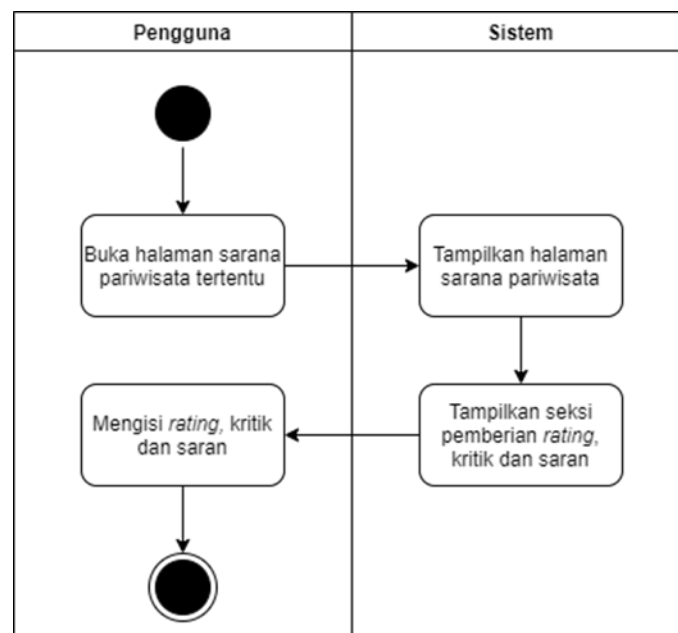 Pengguna
Sistem
Buka halaman sarana
pariwisata tertentu
Tampilkan halaman
sarana pariwisata
Tampilkan seksi
pemberian rating,
kritik dan saran
Mengisi rating, kritik
dan saran